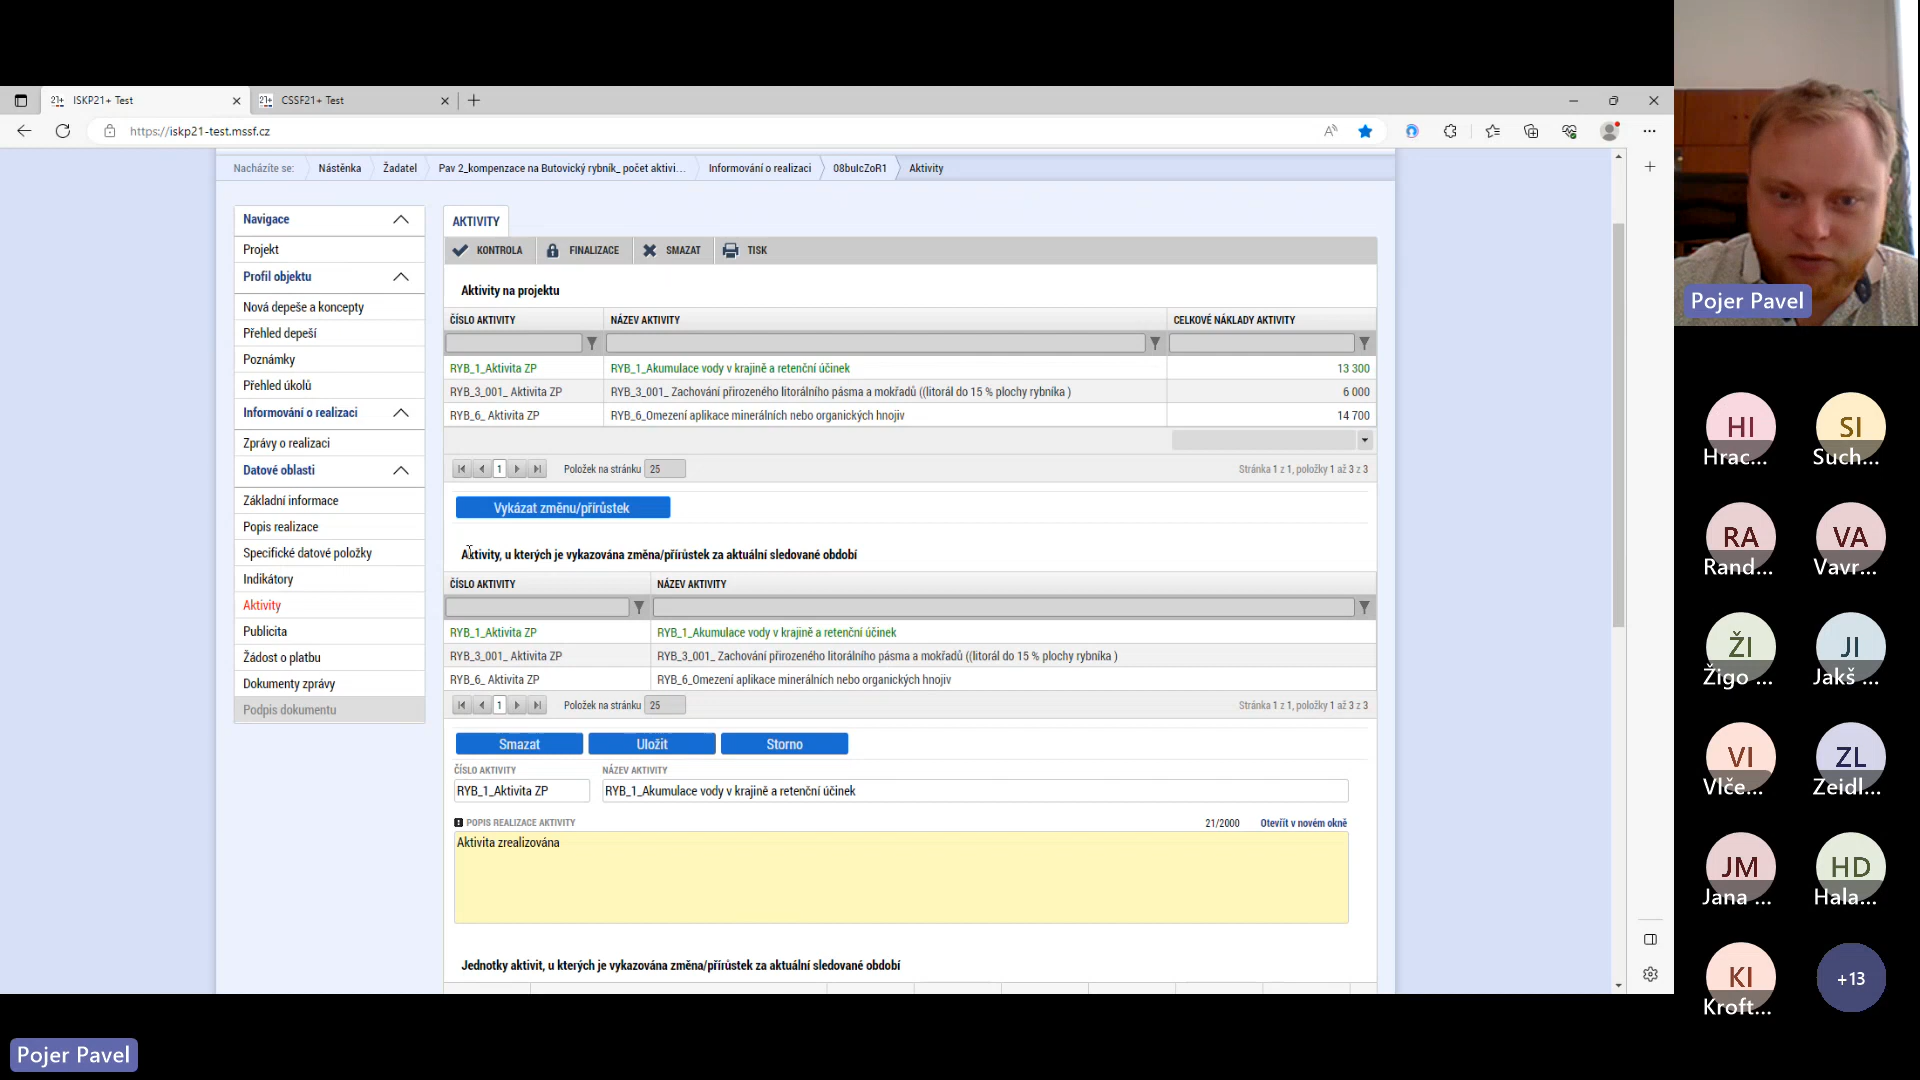 ISKP21+ Test
CSSF21+ Test
https://iskp21-test.mssf.cz
Nacházíte se:
Nástěnka
Žadatel
Pav 2_kompenzace na Butovický rybník_ počet aktivi...
Informování o realizaci
08buIcZoR1
Aktivity
Navigace
Projekt
Profil objektu
Nová depeše a koncepty
Přehled depeší
Poznámky
Přehled úkolů
Informování o realizaci
Zprávy o realizaci
Datové oblasti
Základní informace
Popis realizace
Specifické datové položky
Indikátory
Aktivity
Publicita
Žádost o platbu
Dokumenty zprávy
Podpis dokumentu
AKTIVITY
KONTROLA FINALIZACE SMAZAT TISK
Aktivity na projektu
ČÍSLO AKTIVITY NÁZEV AKTIVITY CELKOVÉ NÁKLADY AKTIVITY
RYB_1_Aktivita ZP RYB_1_Akumulace vody v krajině a retenční účinek 13 300
RYB_3_001_ Aktivita ZP RYB_3_001_ Zachování přirozeného litorálního pásma a mokřadů ((litorál do 15 % plochy rybníka ) 6 000
RYB_6_ Aktivita ZP RYB_6_Omezení aplikace minerálních nebo organických hnojiv 14 700
1 Položek na stránku 25 Stránka 1 z 1, položky 1 až 3 z 3
Vykázat změnu/přírůstek
Aktivity, u kterých je vykazována změna/přírůstek za aktuální sledované období
ČÍSLO AKTIVITY NÁZEV AKTIVITY
RYB_1_Aktivita ZP RYB_1_Akumulace vody v krajině a retenční účinek
RYB_3_001_ Aktivita ZP RYB_3_001_ Zachování přirozeného litorálního pásma a mokřadů ((litorál do 15 % plochy rybníka )
RYB_6_ Aktivita ZP RYB_6_Omezení aplikace minerálních nebo organických hnojiv
1 Položek na stránku 25 Stránka 1 z 1, položky 1 až 3 z 3
Smazat Uložit Storno
ČÍSLO AKTIVITY NÁZEV AKTIVITY
RYB_1_Aktivita ZP RYB_1_Akumulace vody v krajině a retenční účinek
POPIS REALIZACE AKTIVITY 21/2000 Otevřít v novém okně
Aktivita zrealizována
Jednotky aktivit, u kterých je vykazována změna/přírůstek za aktuální sledované období
Pojer Pavel
HI SI
Hrac... Such...
RA VA
Rand... Vavr...
ŽI JI
Žigo ... Jakš ...
VI ZL
Vlče... Zeidl...
JM HD
Jana ... Hala...
KI +13
Kroft...
Pojer Pavel